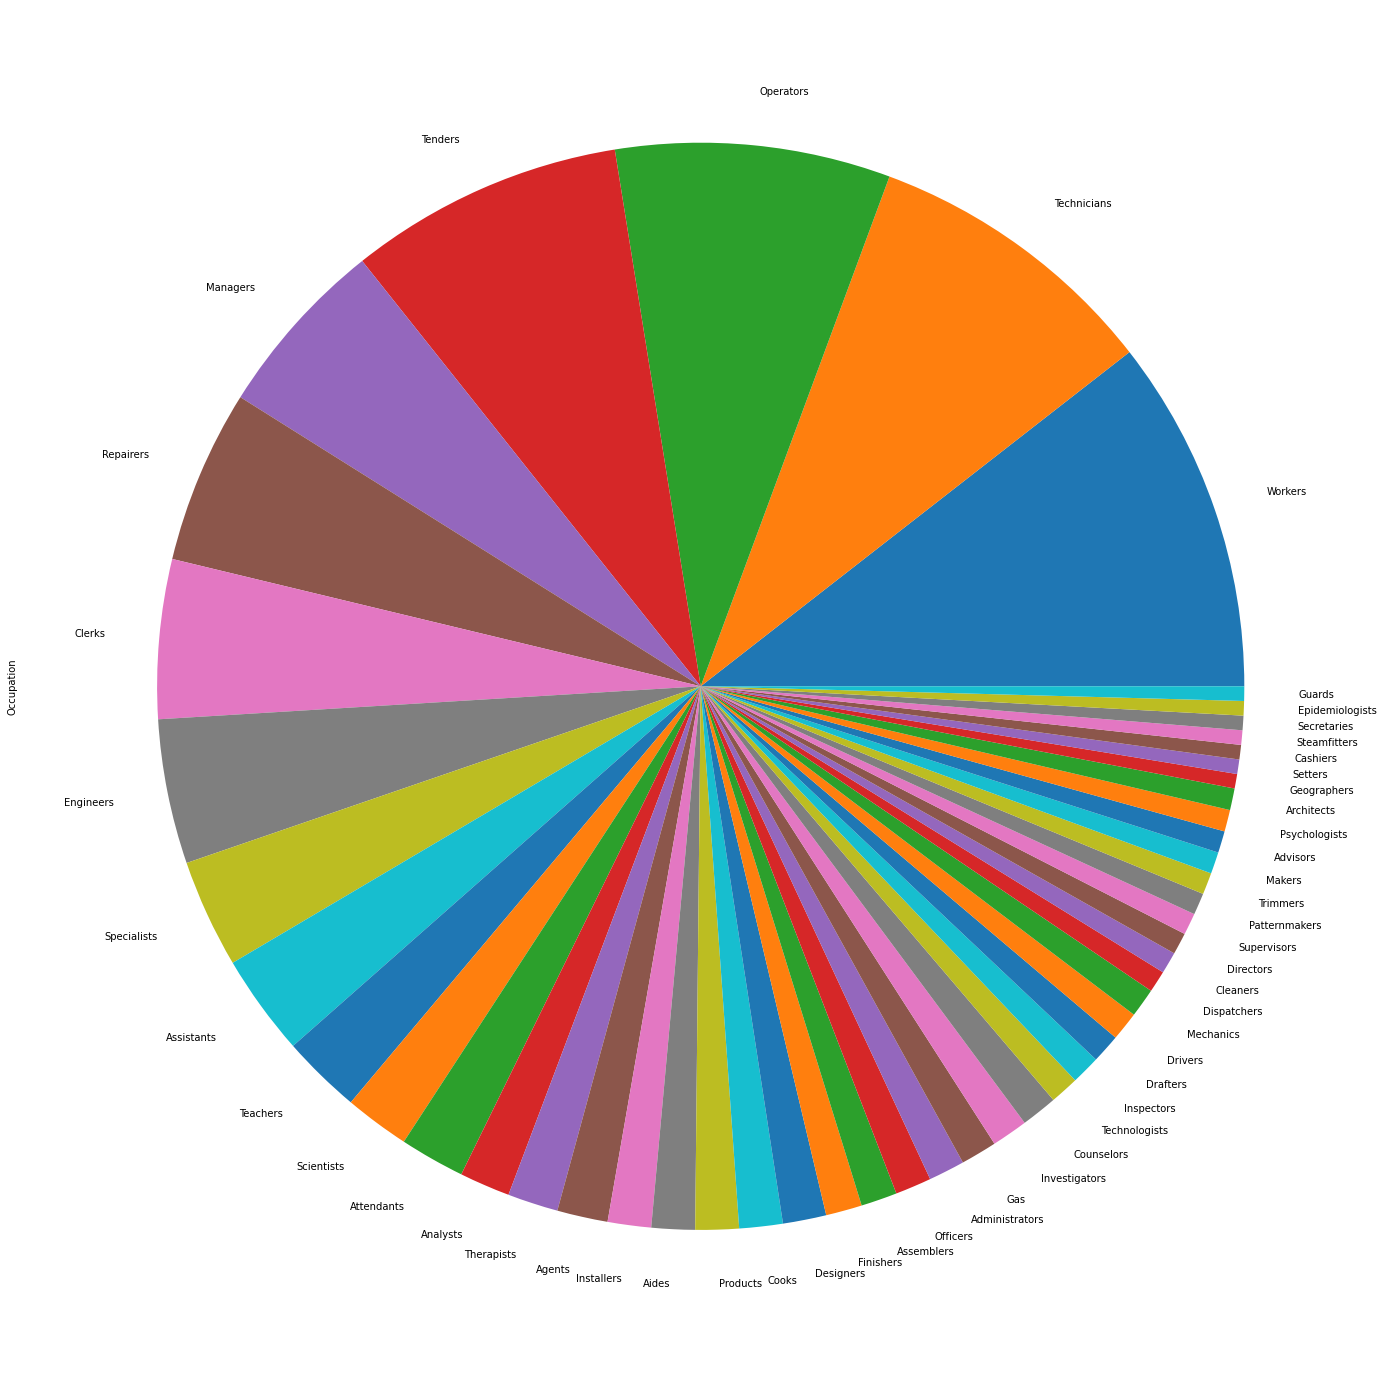 Operators
Tenders
Technicians
Managers
Repairers
Workers
Clerks
Occupation
Guards
Epidemiologists
Secretaries
Steamfitters
Cashiers
Setters
Geographers
Engineers
Architects
Psychologists
Advisors
Makers
Trimmers
Patternmakers
Specialists
Supervisors
Directors
Cleaners
Dispatchers
Assistants
Mechanics
Drivers
Drafters
Inspectors
Teachers
Technologists
Counselors
Scientists
Investigators
Gas
Attendants
Administrators
Analysts
Officers
Assemblers
Therapists
Finishers
Agents
Designers
Installers
Cooks
Aides
Products